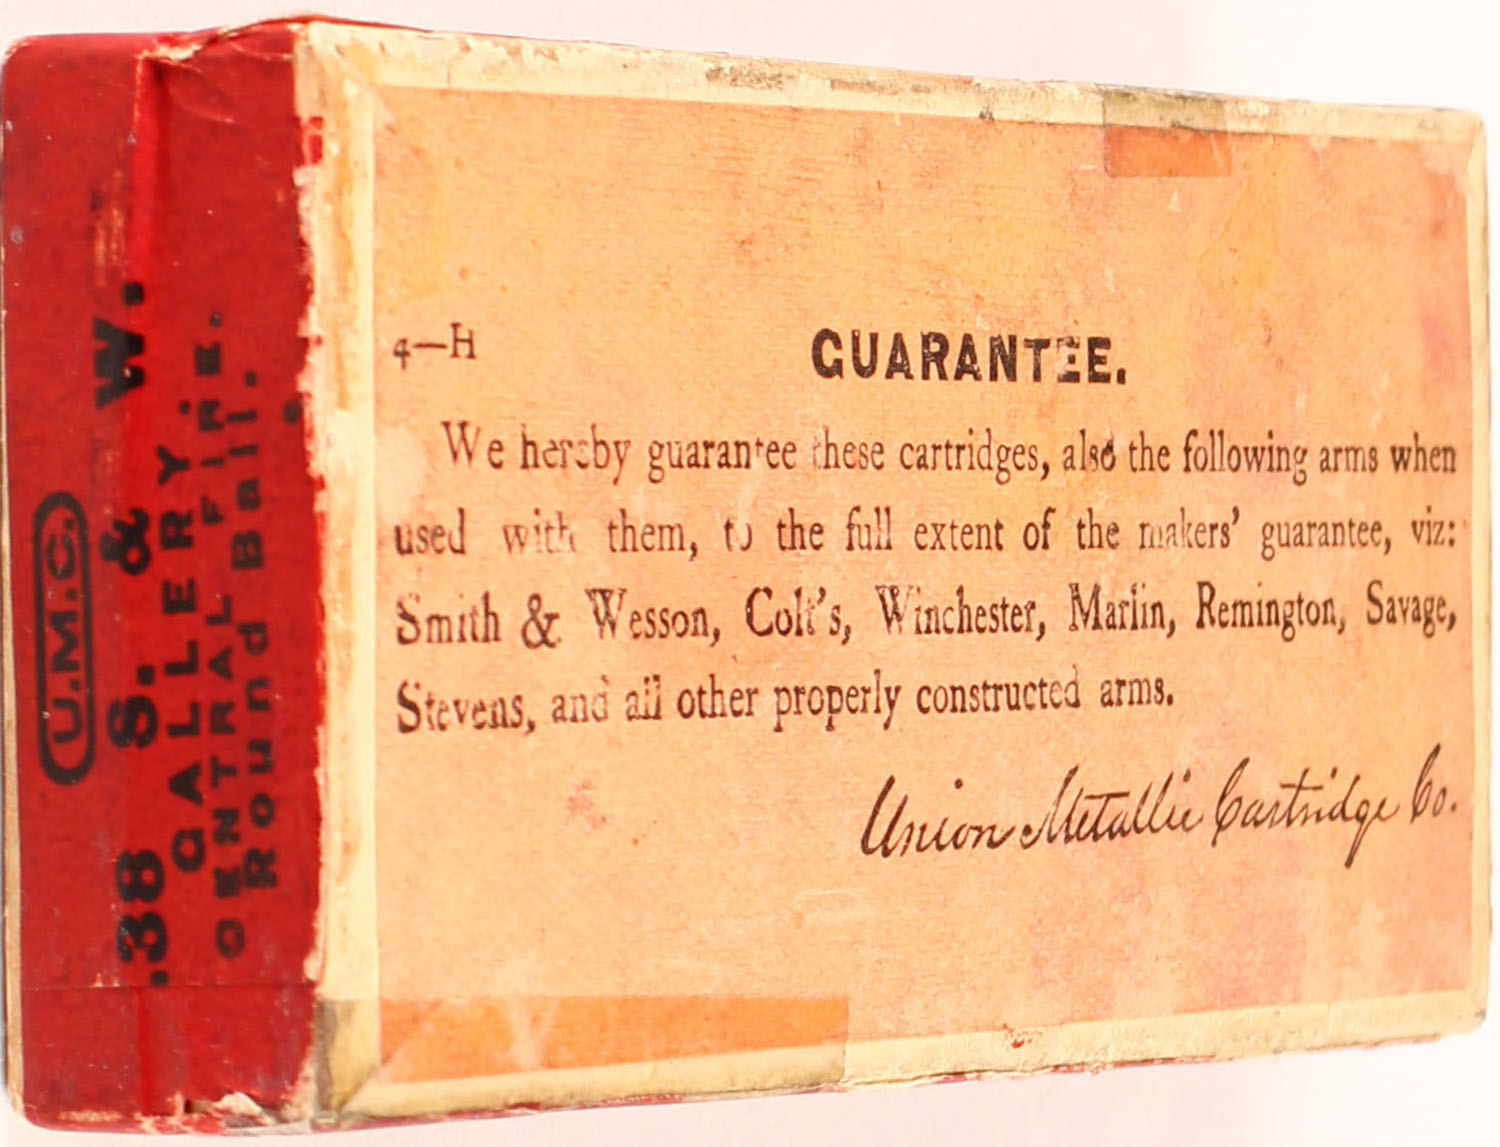 U.M.C.
.38 S. & W.
GALLERY.
CENTRAL FIRE.
Round Ball.
4—H
GUARANTEE.
We hereby guarantee these cartridges, also the following arms when
used with them, to the full extent of the makers' guarantee, viz:
Smith & Wesson, Colt's, Winchester, Marlin, Remington, Savage,
Stevens, and all other properly constructed arms.
Union Metallic Cartridge Co.